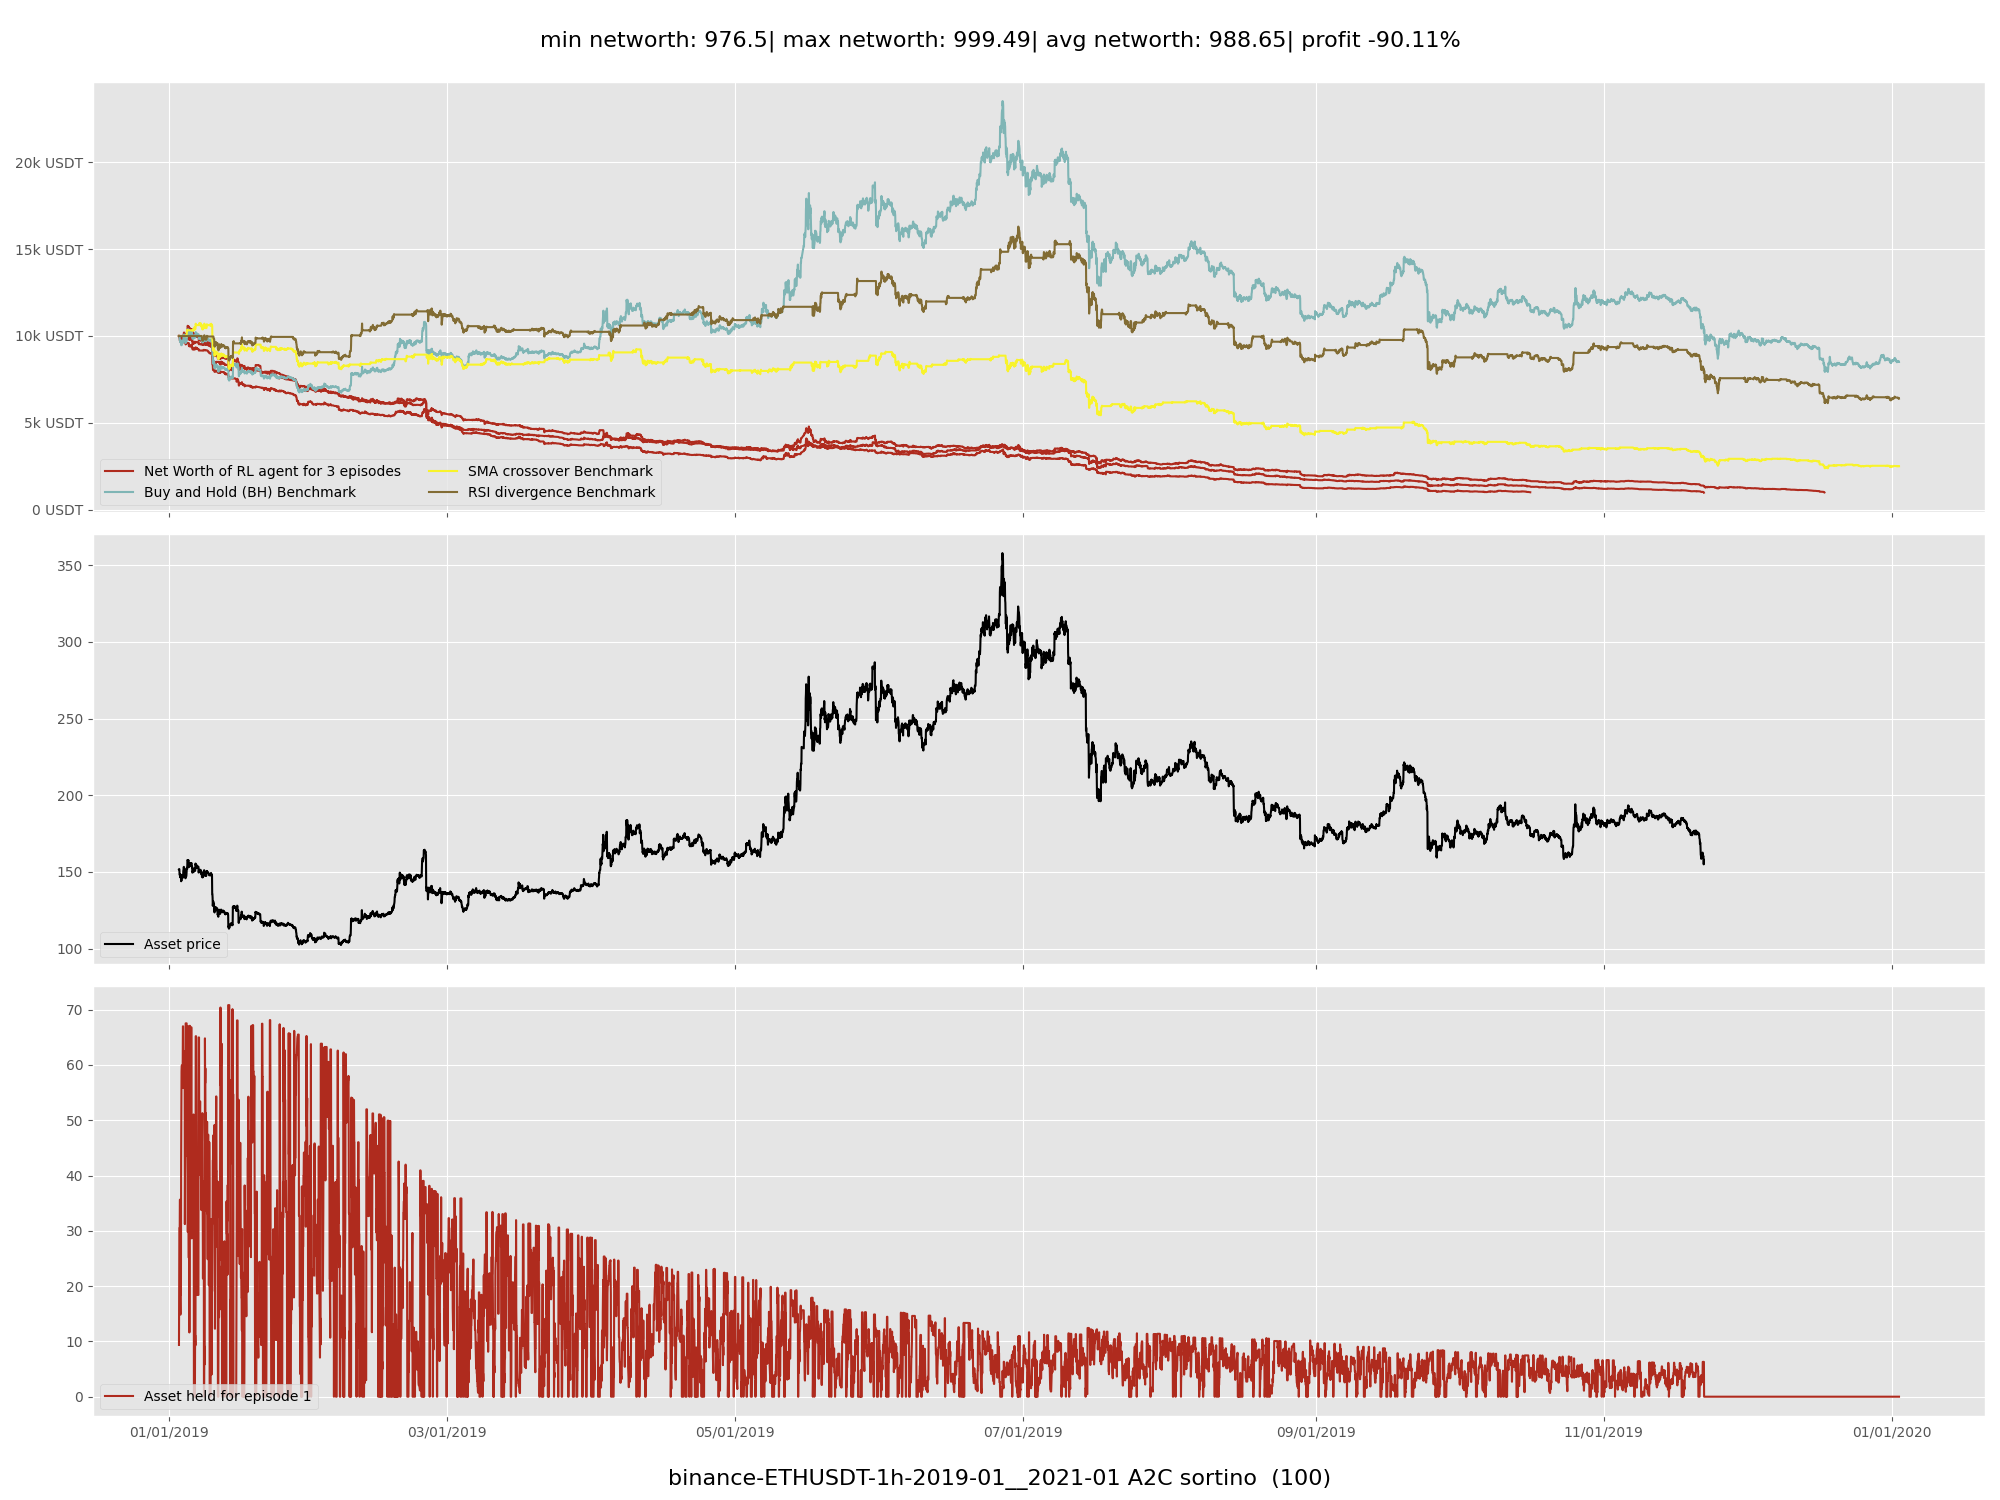 min networth: 976.5| max networth: 999.49| avg networth: 988.65| profit -90.11%
20k USDT
15k USDT
10k USDT
5k USDT
0 USDT
Net Worth of RL agent for 3 episodes
Buy and Hold (BH) Benchmark
SMA crossover Benchmark
RSI divergence Benchmark
350
300
250
200
150
100
Asset price
70
60
50
40
30
20
10
0
Asset held for episode 1
01/01/2019
03/01/2019
05/01/2019
07/01/2019
09/01/2019
11/01/2019
01/01/2020
binance-ETHUSDT-1h-2019-01__2021-01 A2C sortino  (100)